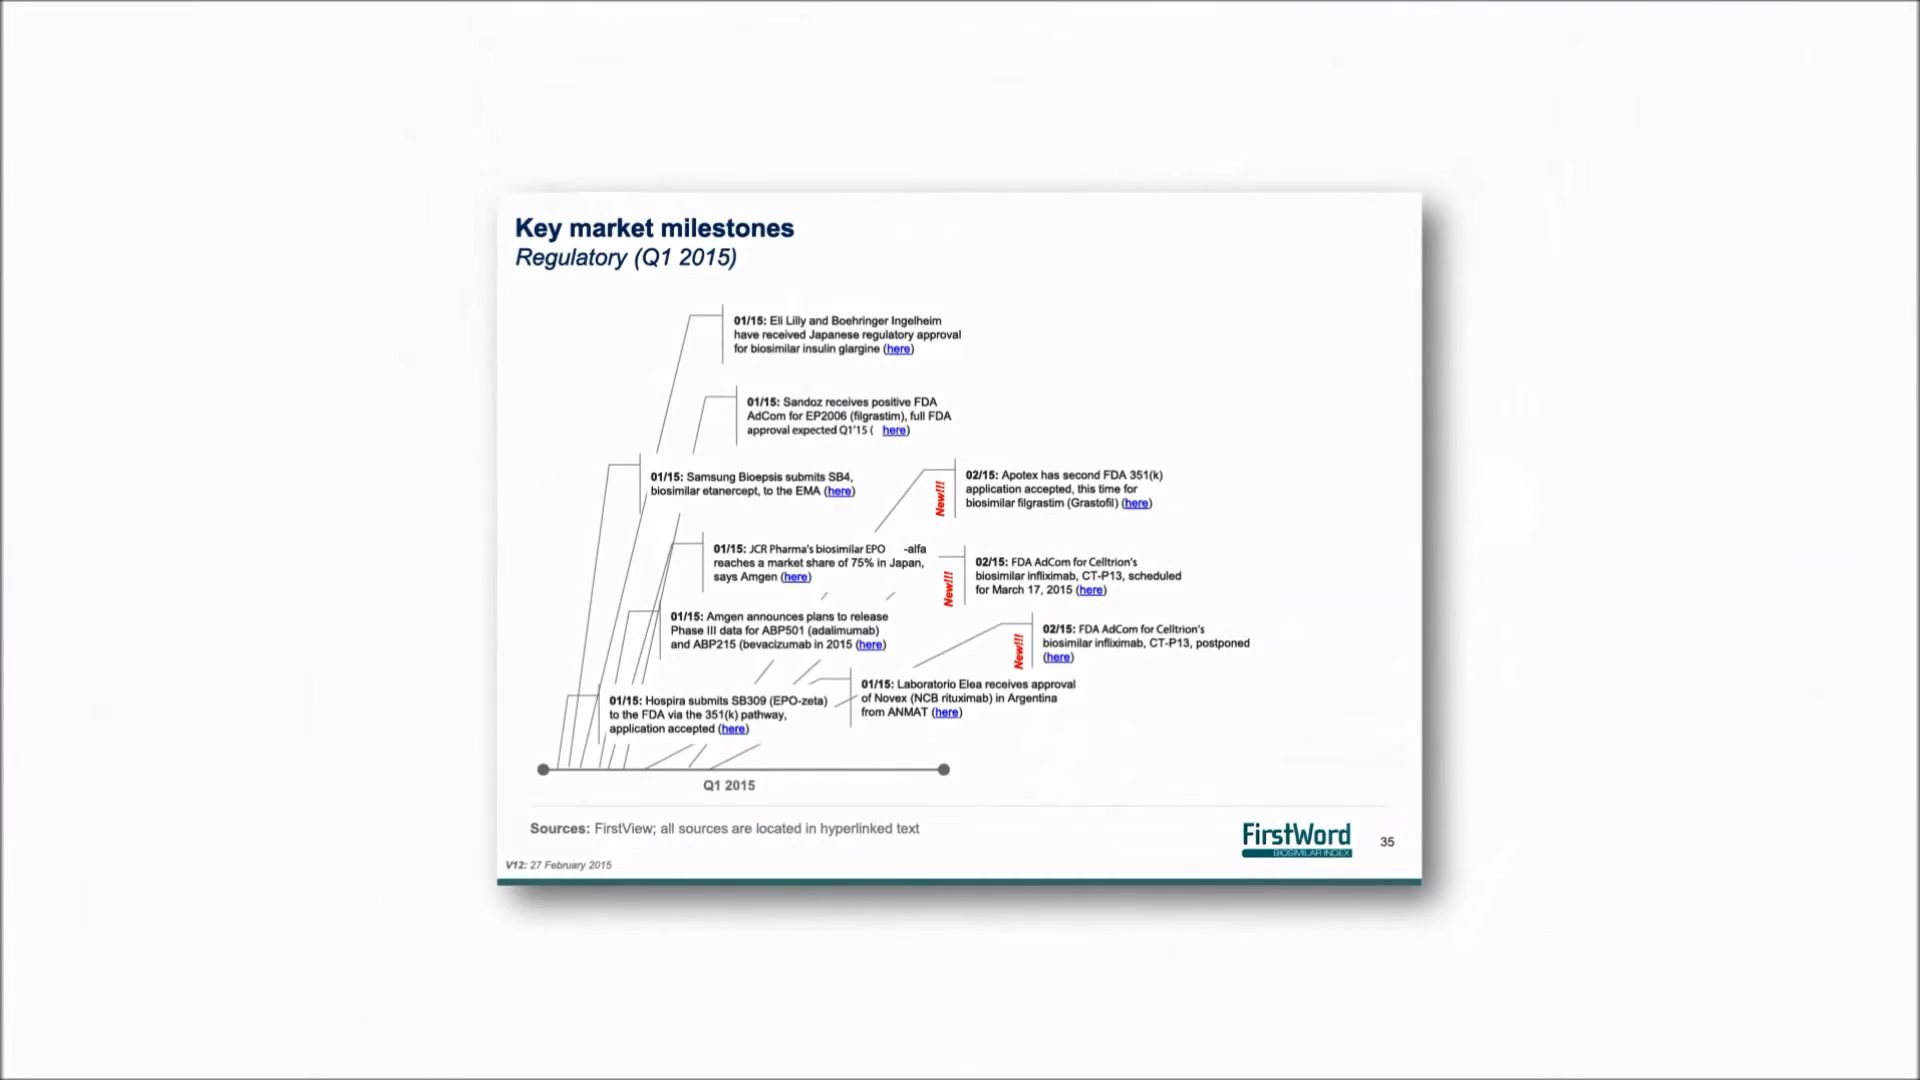 Key market milestones
Regulatory (Q1 2015)
01/15: Eli Lilly and Boehringer Ingelheim
have received Japanese regulatory approval
for biosimilar insulin glargine (here)
01/15: Sandoz receives positive FDA
AdCom for EP2006 (filgrastim), full FDA
approval expected Q1'15 ( here)
01/15: Samsung Bioepsis submits SB4,
biosimilar etanercept, to the EMA (here)
New!!!
02/15: Apotex has second FDA 351(k)
application accepted, this time for
biosimilar filgrastim (Grastofil) (here)
01/15: JCR Pharma's biosimilar EPO -alfa
reaches a market share of 75% in Japan,
says Amgen (here)
New!!!
02/15: FDA AdCom for Celltrion's
biosimilar infliximab, CT-P13, scheduled
for March 17, 2015 (here)
01/15: Amgen announces plans to release
Phase III data for ABP501 (adalimumab)
and ABP215 (bevacizumab in 2015 (here)
New!!!
02/15: FDA AdCom for Celltrion's
biosimilar infliximab, CT-P13, postponed
(here)
01/15: Hospira submits SB309 (EPO-zeta)
to the FDA via the 351(k) pathway,
application accepted (here)
01/15: Laboratorio Elea receives approval
of Novex (NCB rituximab) in Argentina
from ANMAT (here)
Q1 2015
Sources: FirstView; all sources are located in hyperlinked text
FirstWord
BIOSIMILAR INDEX
35
V12: 27 February 2015